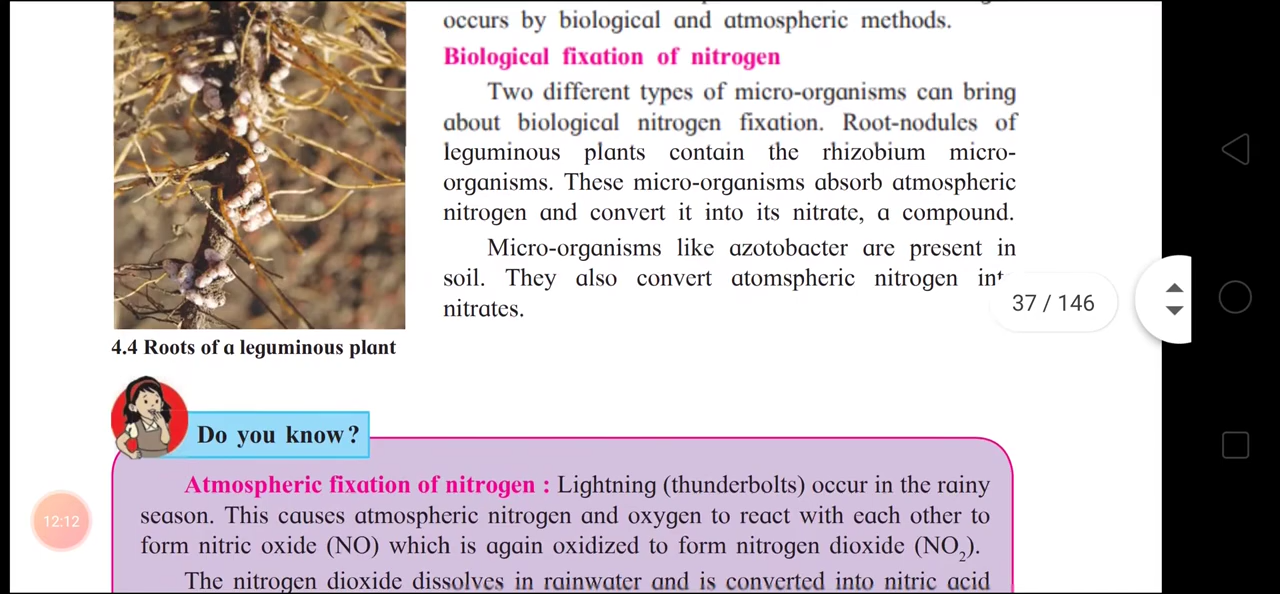 occurs by biological and atmospheric methods.
Biological fixation of nitrogen
Two different types of micro-organisms can bring
about biological nitrogen fixation. Root-nodules of
leguminous plants contain the rhizobium micro-
organisms. These micro-organisms absorb atmospheric
nitrogen and convert it into its nitrate, a compound.
Micro-organisms like azotobacter are present in
soil. They also convert atomspheric nitrogen
nitrates.
37 / 146
4.4 Roots of a leguminous plant
Do you know?
Atmospheric fixation of nitrogen : Lightning (thunderbolts) occur in the rainy
season. This causes atmospheric nitrogen and oxygen to react with each other to
form nitric oxide (NO) which is again oxidized to form nitrogen dioxide (NO₂).
The nitrogen dioxide dissolves in rainwater and is converted into nitric acid
12:12